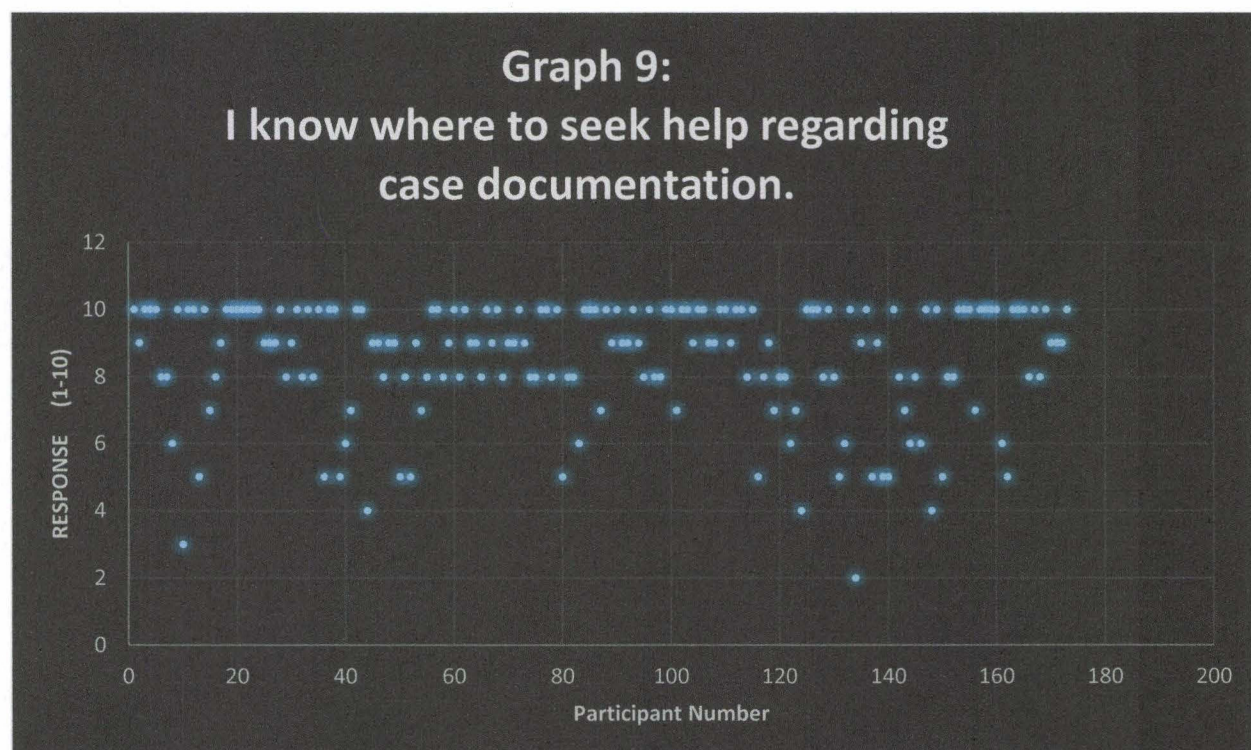 Graph 9:
I know where to seek help regarding
case documentation.
12
10
8
6
4
2
0
RESPONSE (1-10)
0 20 40 60 80 100 120 140 160 180 200
Participant Number